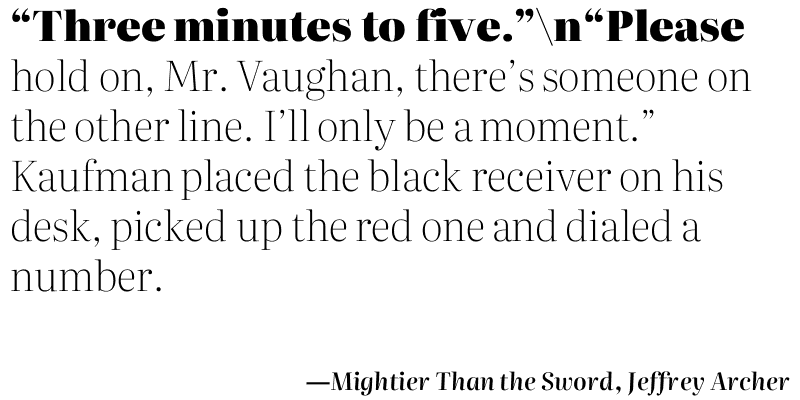 “Three minutes to five.”\n“Please
hold on, Mr. Vaughan, there’s someone on
the other line. I’ll only be a moment.”
Kaufman placed the black receiver on his
desk, picked up the red one and dialed a
number.
—Mightier Than the Sword, Jeffrey Archer